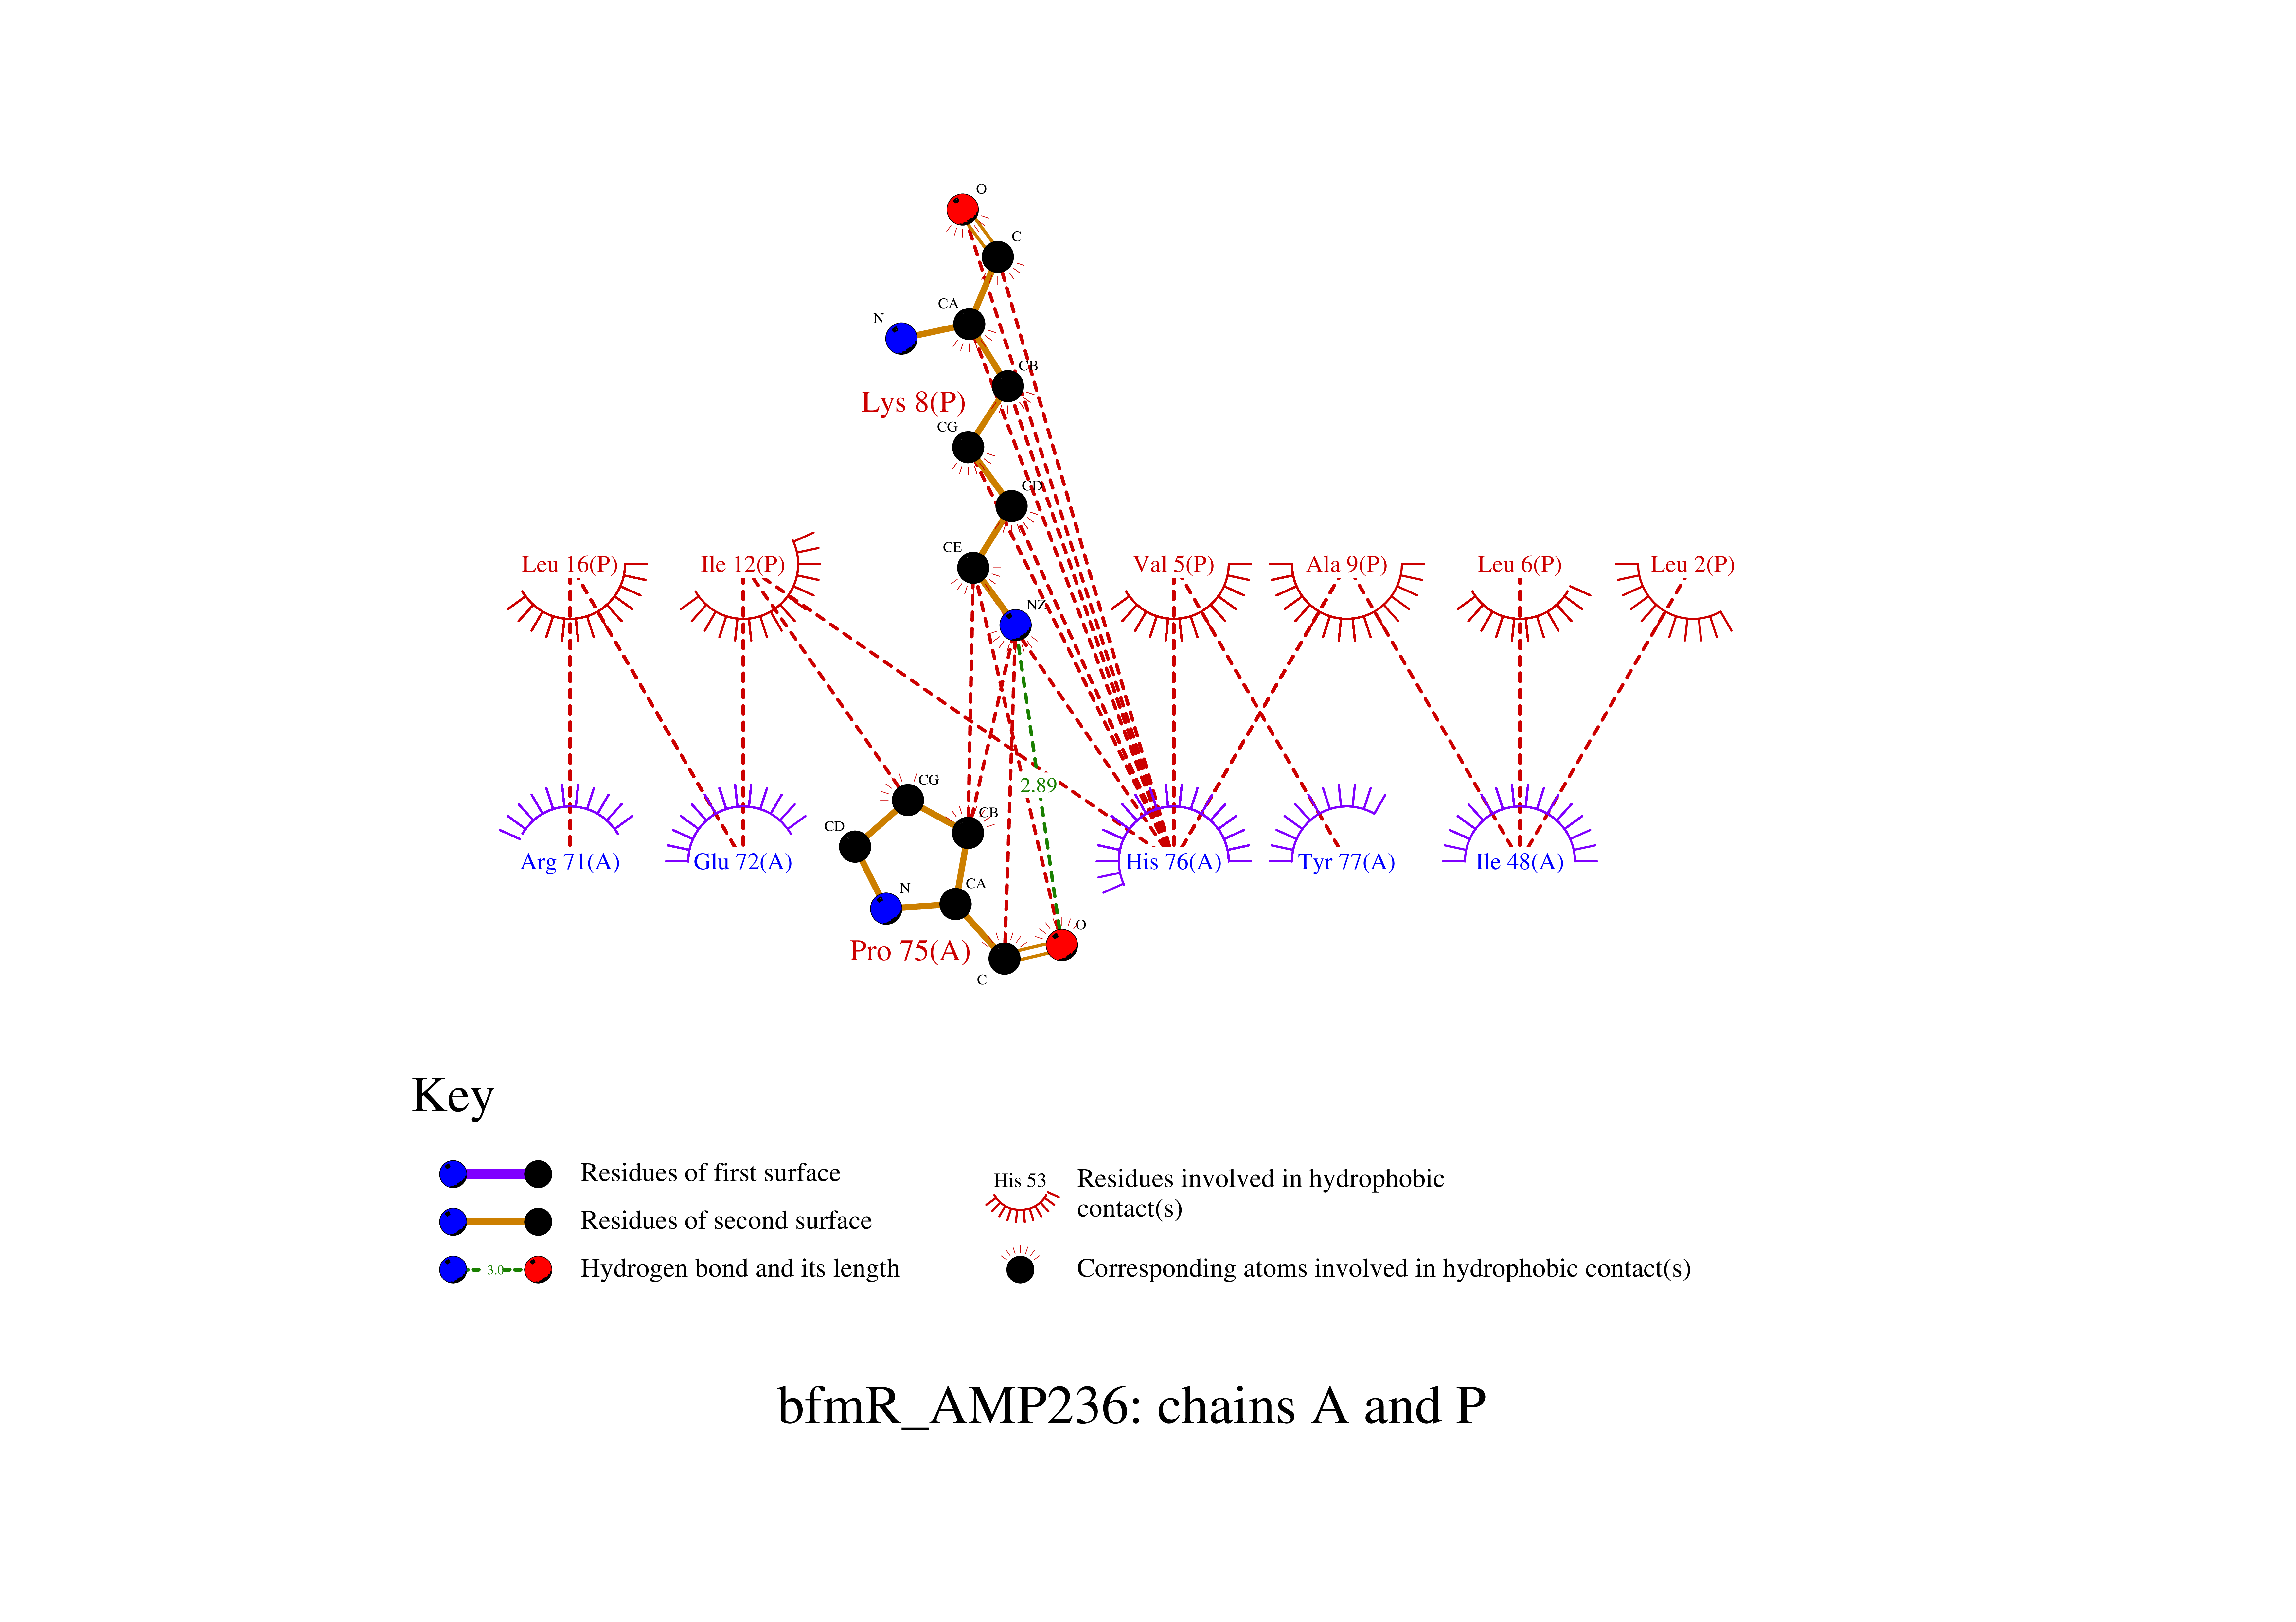 O
C
CA
N
CB
Lys 8(P)
CG
CD
CE
NZ
Leu 16(P) Ile 12(P) Val 5(P) Ala 9(P) Leu 6(P) Leu 2(P)
2.89
CG
CB
CD
Arg 71(A) Glu 72(A) His 76(A) Tyr 77(A) Ile 48(A)
N CA
O
Pro 75(A)
C
Key
Residues of first surface
Residues of second surface
3.0 Hydrogen bond and its length
His 53 Residues involved in hydrophobic
contact(s)
Corresponding atoms involved in hydrophobic contact(s)
bfmR_AMP236: chains A and P